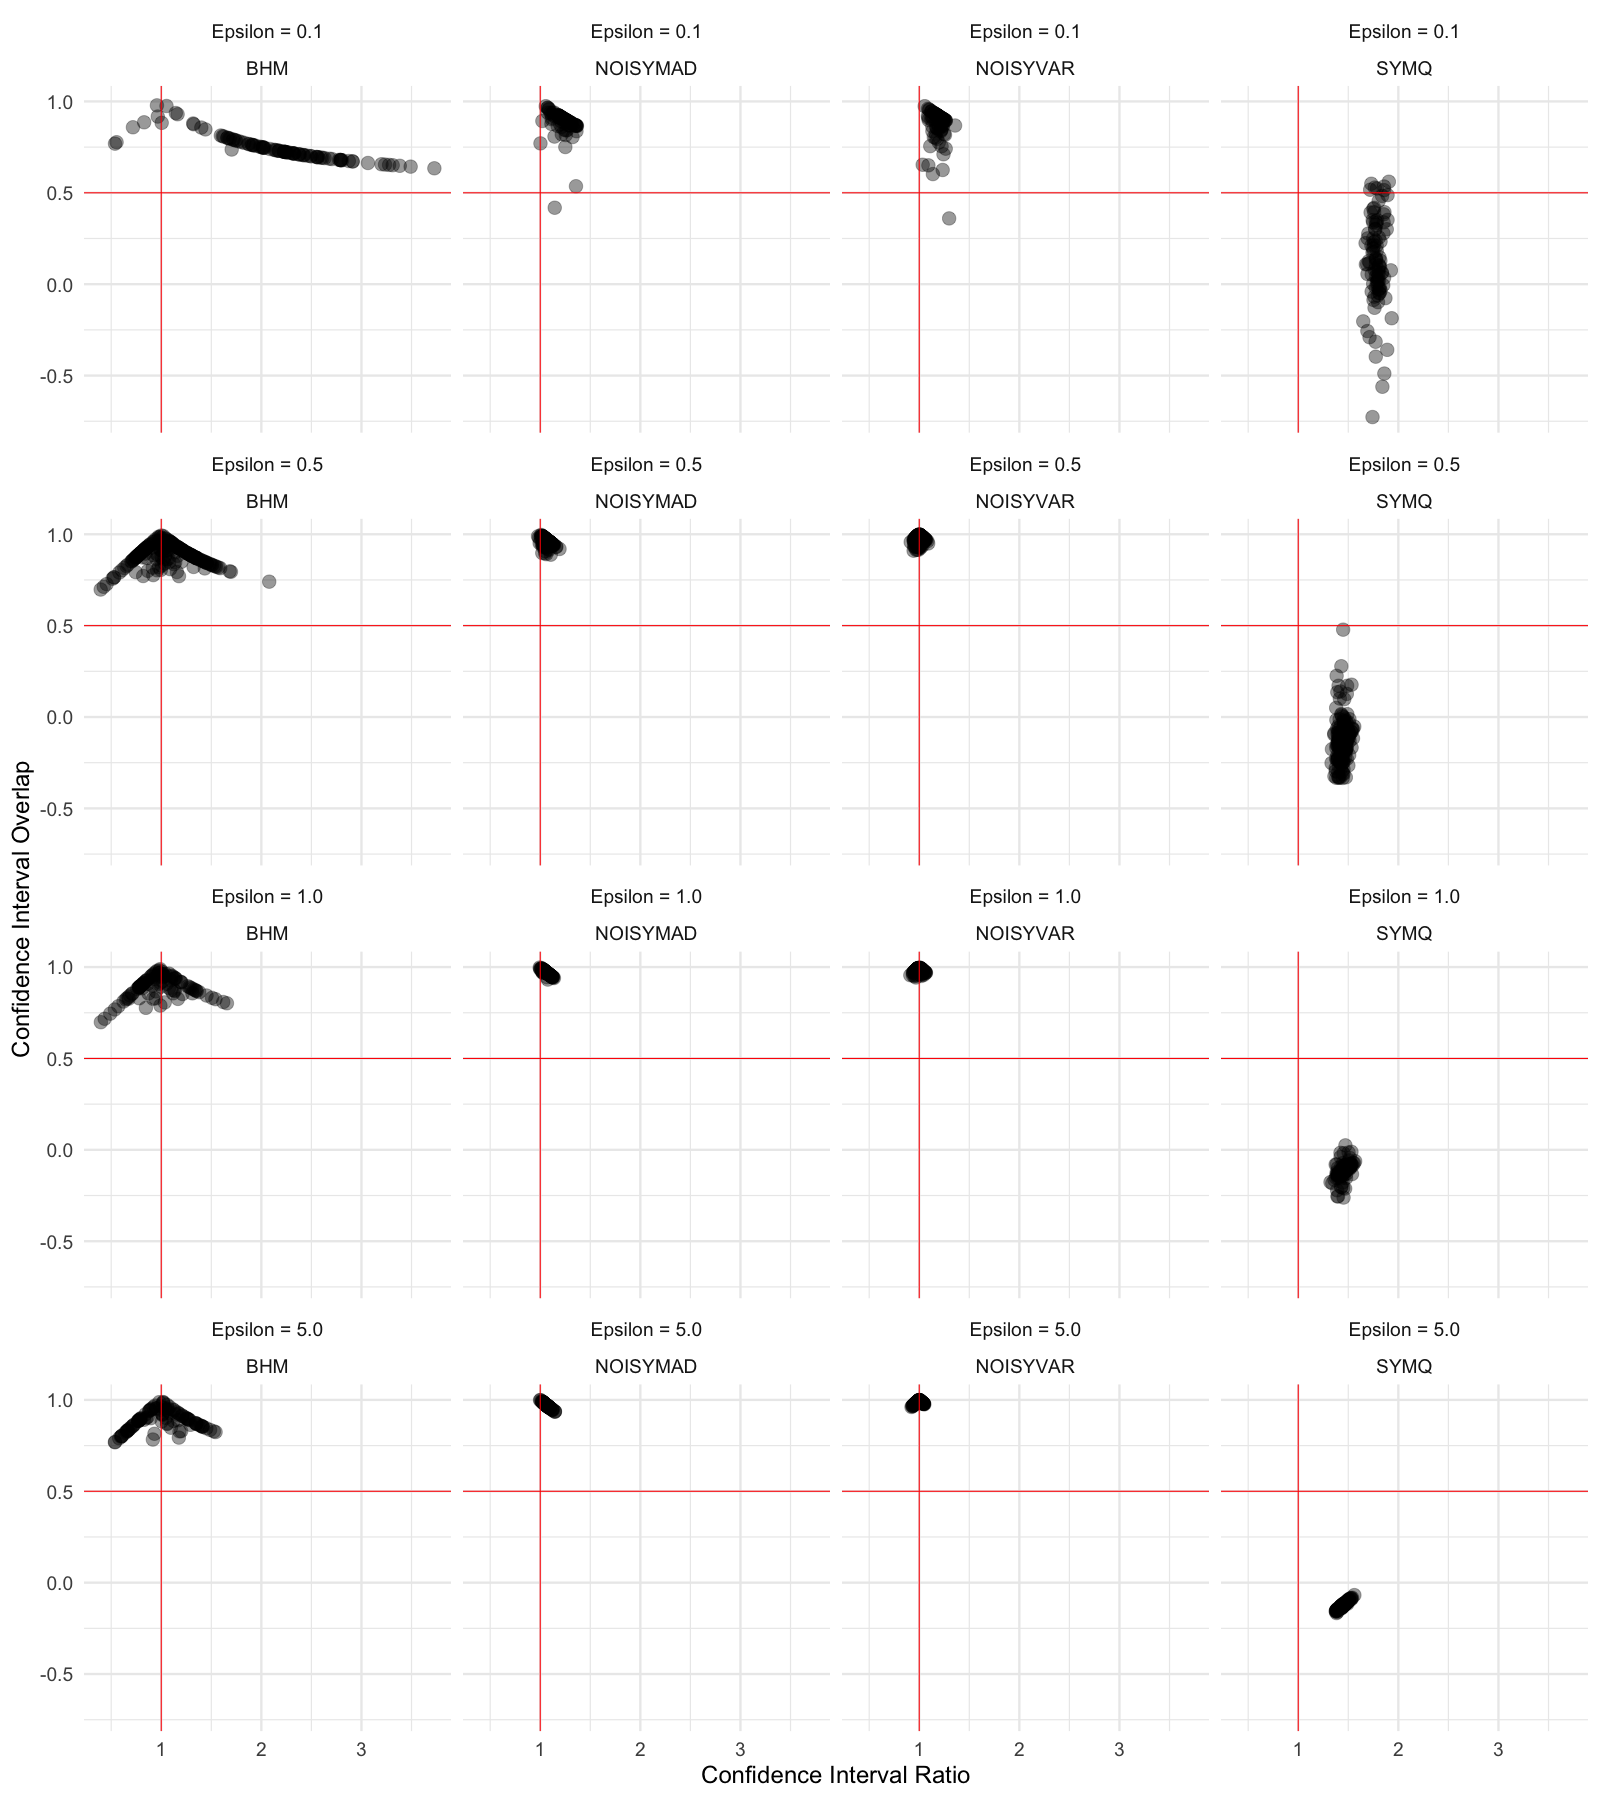 Epsilon = 0.1 Epsilon = 0.1 Epsilon = 0.1 Epsilon = 0.1
BHM NOISYMAD NOISYVAR SYMQ
1.0
0.5
0.0
-0.5
Epsilon = 0.5 Epsilon = 0.5 Epsilon = 0.5 Epsilon = 0.5
BHM NOISYMAD NOISYVAR SYMQ
1.0
0.5
0.0
-0.5
Confidence Interval Overlap
Epsilon = 1.0 Epsilon = 1.0 Epsilon = 1.0 Epsilon = 1.0
BHM NOISYMAD NOISYVAR SYMQ
1.0
0.5
0.0
-0.5
Epsilon = 5.0 Epsilon = 5.0 Epsilon = 5.0 Epsilon = 5.0
BHM NOISYMAD NOISYVAR SYMQ
1.0
0.5
0.0
-0.5
1 2 3 1 2 3 1 2 3 1 2 3
Confidence Interval Ratio